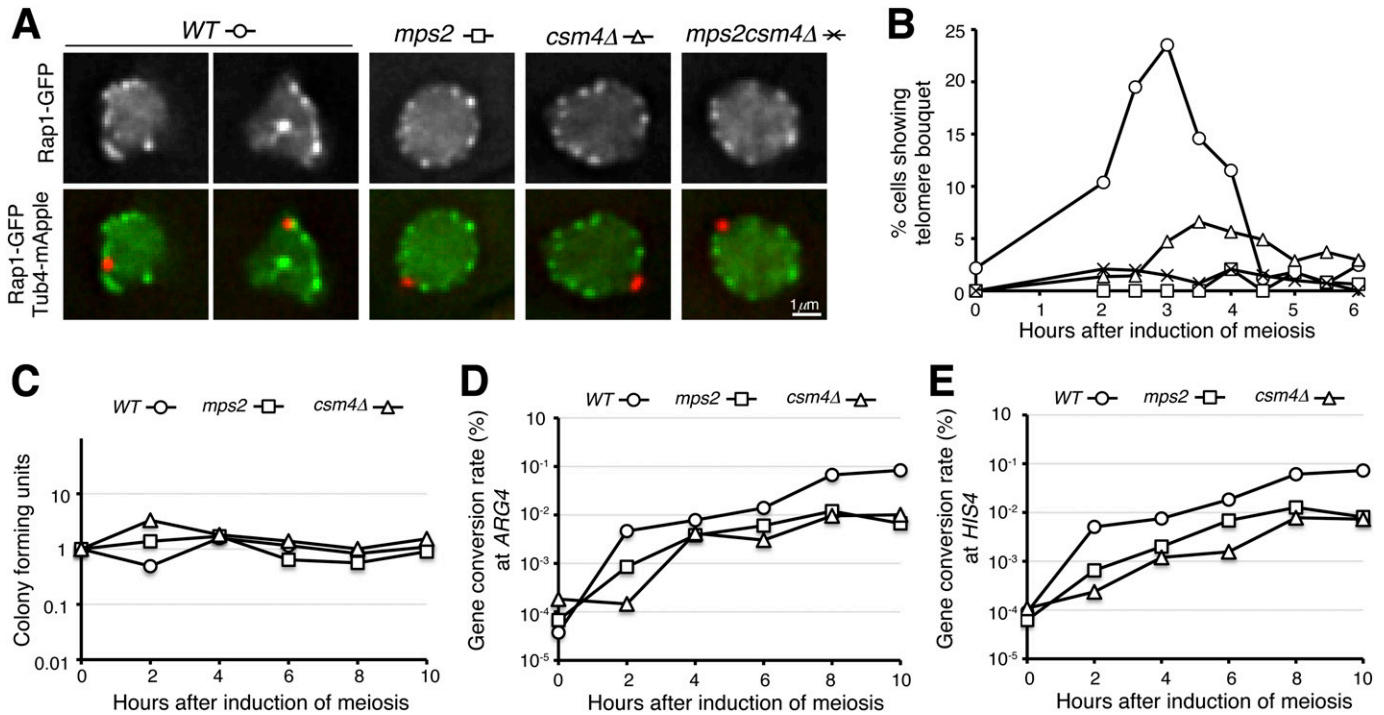 A
WT
mps2
csm4Δ
mps2csm4Δ
Rap1-GFP
Rap1-GFP
Tub4-mApple
1μm
B
% cells showing
telomere bouquet
25
20
15
10
5
0
0 1 2 3 4 5 6
Hours after induction of meiosis
C
WT mps2 csm4Δ
Colony forming units
10
1
0.1
0.01
0 2 4 6 8 10
Hours after induction of meiosis
D
WT mps2 csm4Δ
Gene conversion rate (%)
at ARG4
10
10-1
10-2
10-3
10-4
10-5
0 2 4 6 8 10
Hours after induction of meiosis
E
WT mps2 csm4Δ
Gene conversion rate (%)
at HIS4
10
10-1
10-2
10-3
10-4
10-5
0 2 4 6 8 10
Hours after induction of meiosis